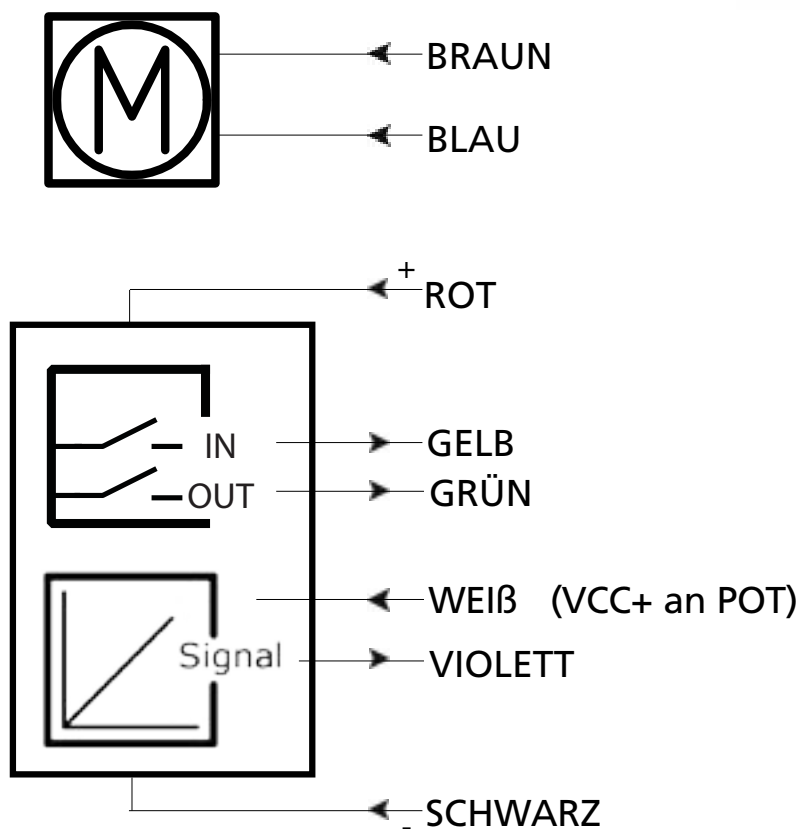 M
BRAUN
BLAU
+
ROT
IN
GELB
OUT
GRÜN
WEIß (VCC+ an POT)
Signal
VIOLETT
-
SCHWARZ